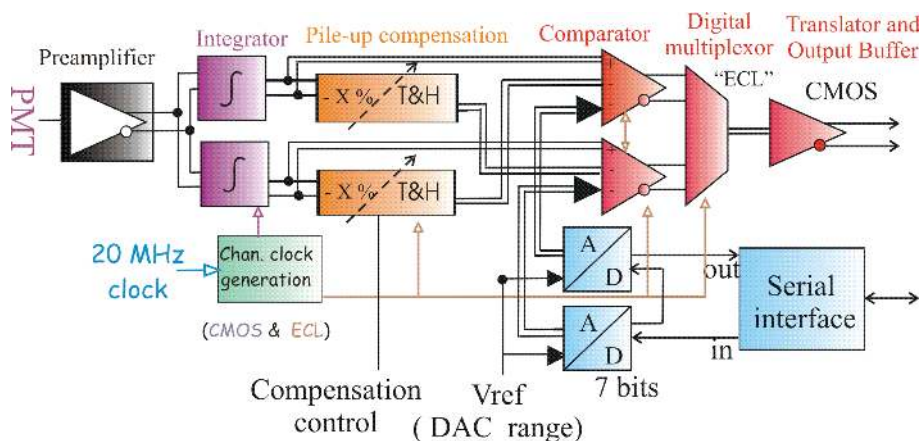 Preamplifier
Integrator
Pile-up compensation
Comparator
Digital
multiplexor
Translator and
Output Buffer
"ECL"
CMOS
PMT
∫
- X %
T&H
+
-
+
-
∫
- X %
T&H
+
-
+
-
20 MHz
clock
Chan. clock
generation
(CMOS & ECL)
A
D
out
A
D
in
Serial
interface
7 bits
Compensation
control
Vref
( DAC range)